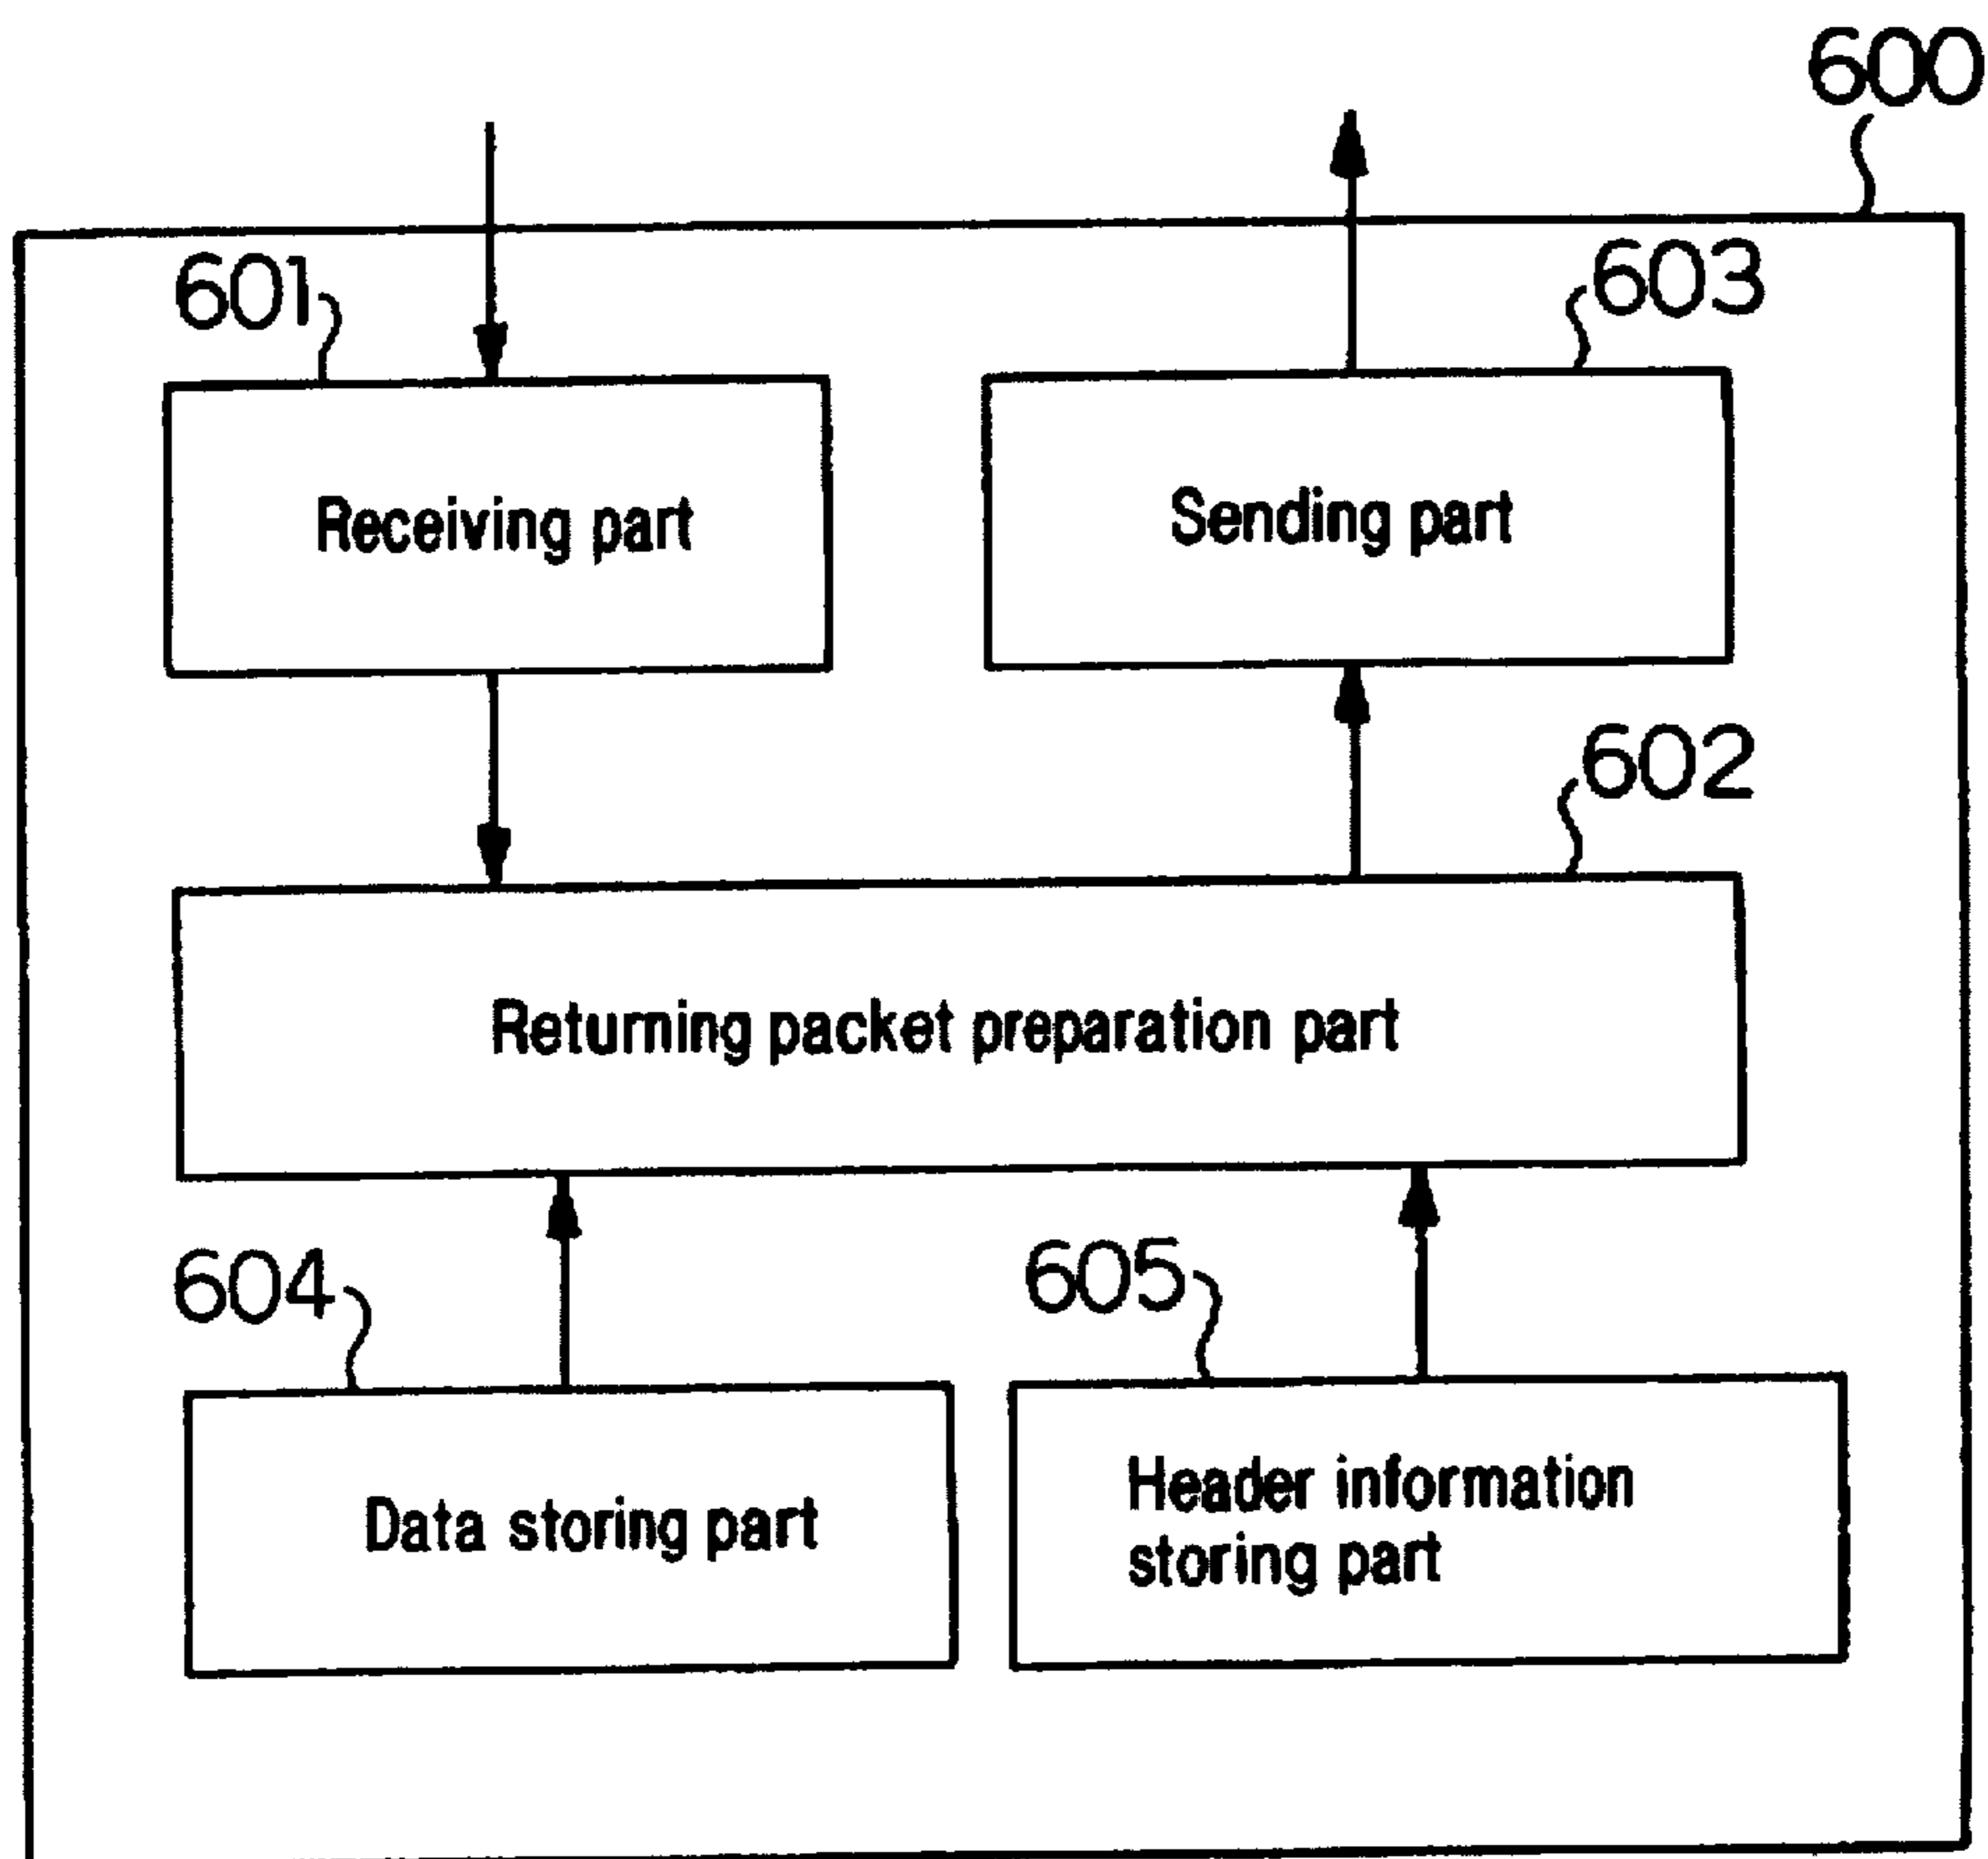 600
601
603
Receiving part
Sending part
602
Returning packet preparation part
604
605
Data storing part
Header information
storing part